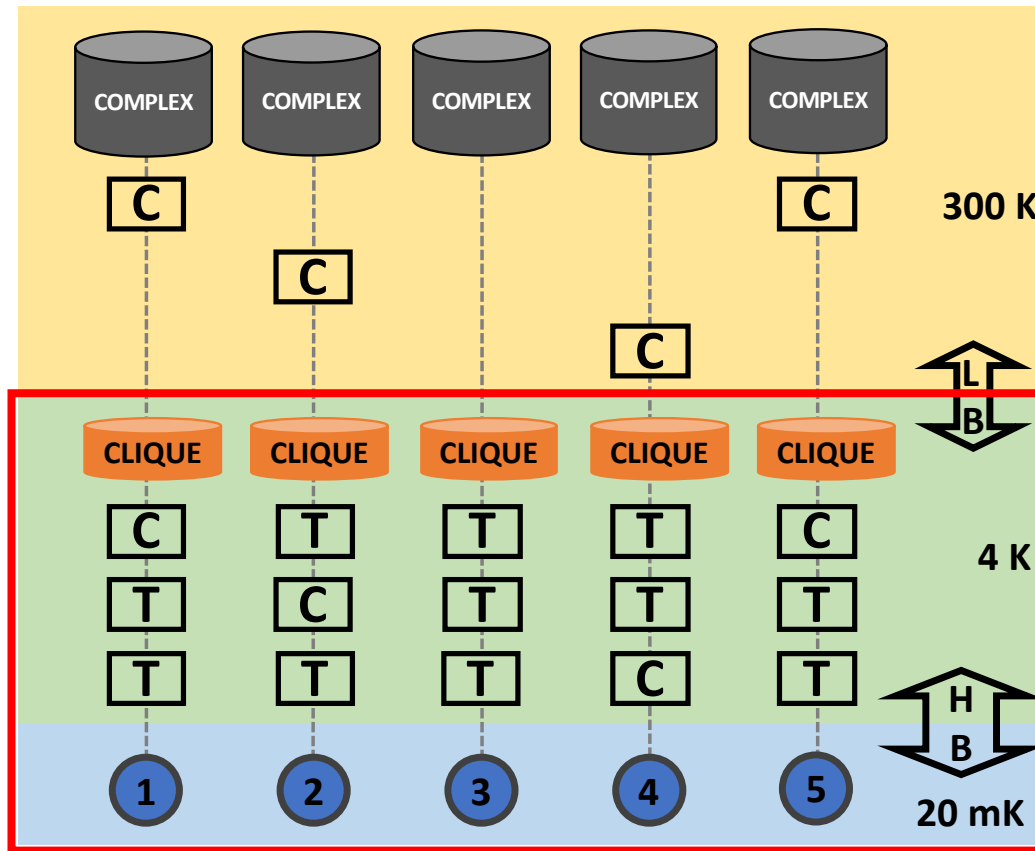 COMPLEX COMPLEX COMPLEX COMPLEX COMPLEX
C C 300 K
C
C
L
B
CLIQUE CLIQUE CLIQUE CLIQUE CLIQUE
C T T T C
4 K
T C T T T
T T T C T
H
B
1 2 3 4 5
20 mK